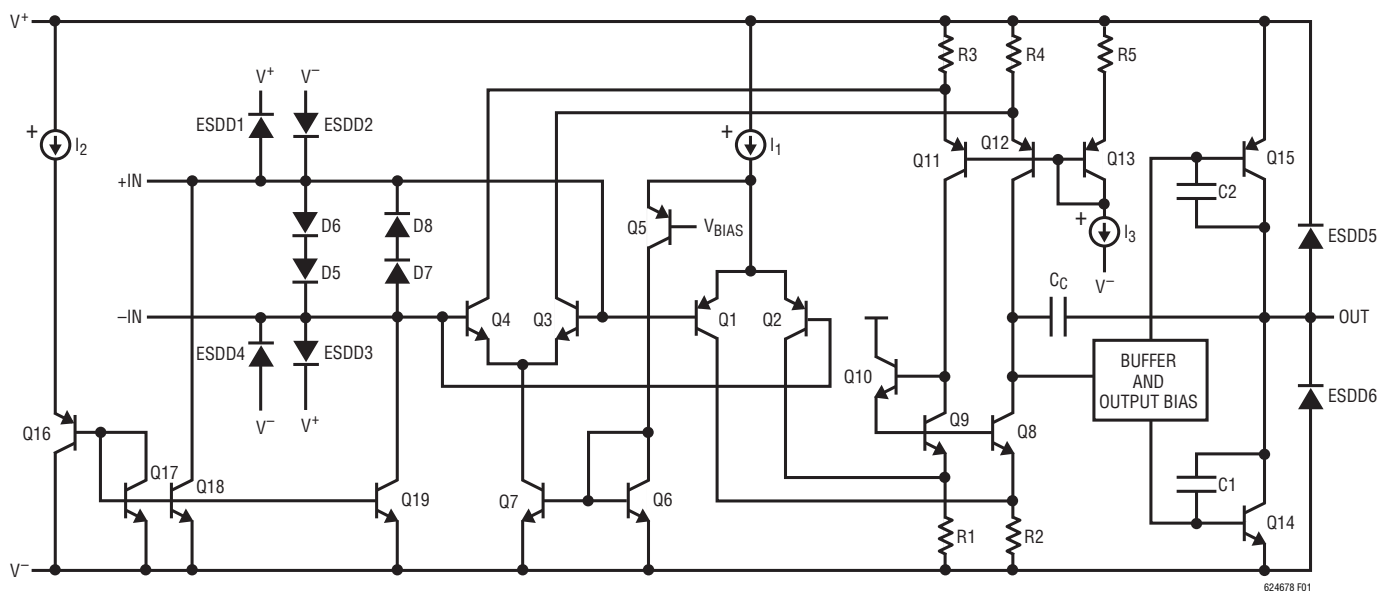 V+
R3
R4
R5
V+
V−
ESDD1
ESDD2
+
I2
+
I1
Q11
Q12
Q13
Q15
C2
+IN
D6
D8
Q5
VBIAS
+
I3
V−
ESDD5
D5
D7
CC
−IN
Q4
Q3
Q1
Q2
OUT
ESDD4
ESDD3
Q10
BUFFER
AND
OUTPUT BIAS
ESDD6
V−
V+
Q16
Q9
Q8
Q17
Q18
Q19
Q7
Q6
C1
Q14
R1
R2
V−
624678 F01